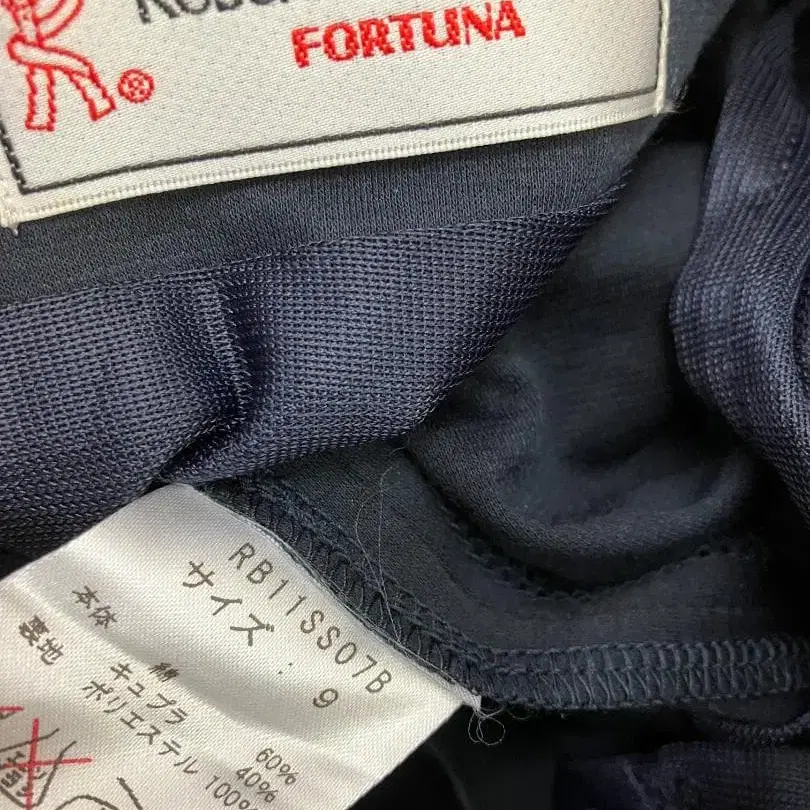 FORTUNA
RB11SS07B
サイズ : 9
本体 綿 60%
キュプラ 40%
裏地 ポリエステル 100%